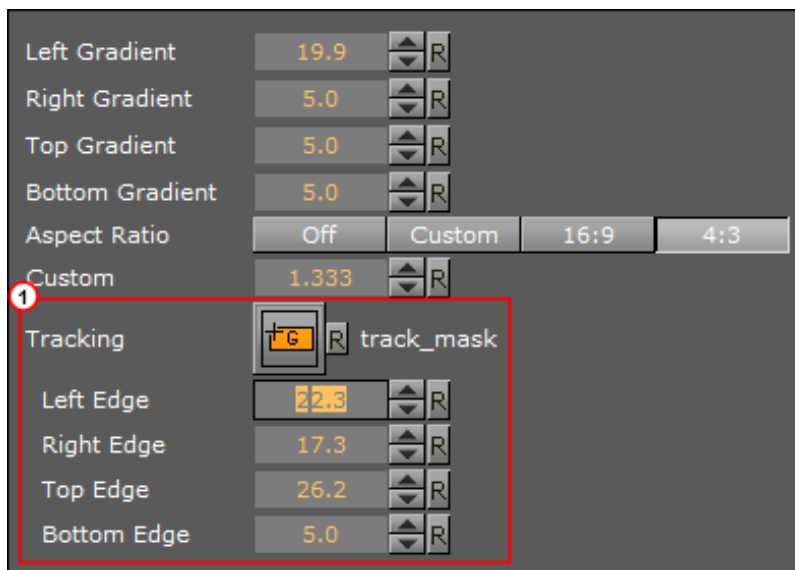 Left Gradient 19.9 R
Right Gradient 5.0 R
Top Gradient 5.0 R
Bottom Gradient 5.0 R
Aspect Ratio Off Custom 16:9 4:3
Custom 1.333 R
1
Tracking G R track_mask
Left Edge 22.3 R
Right Edge 17.3 R
Top Edge 26.2 R
Bottom Edge 5.0 R